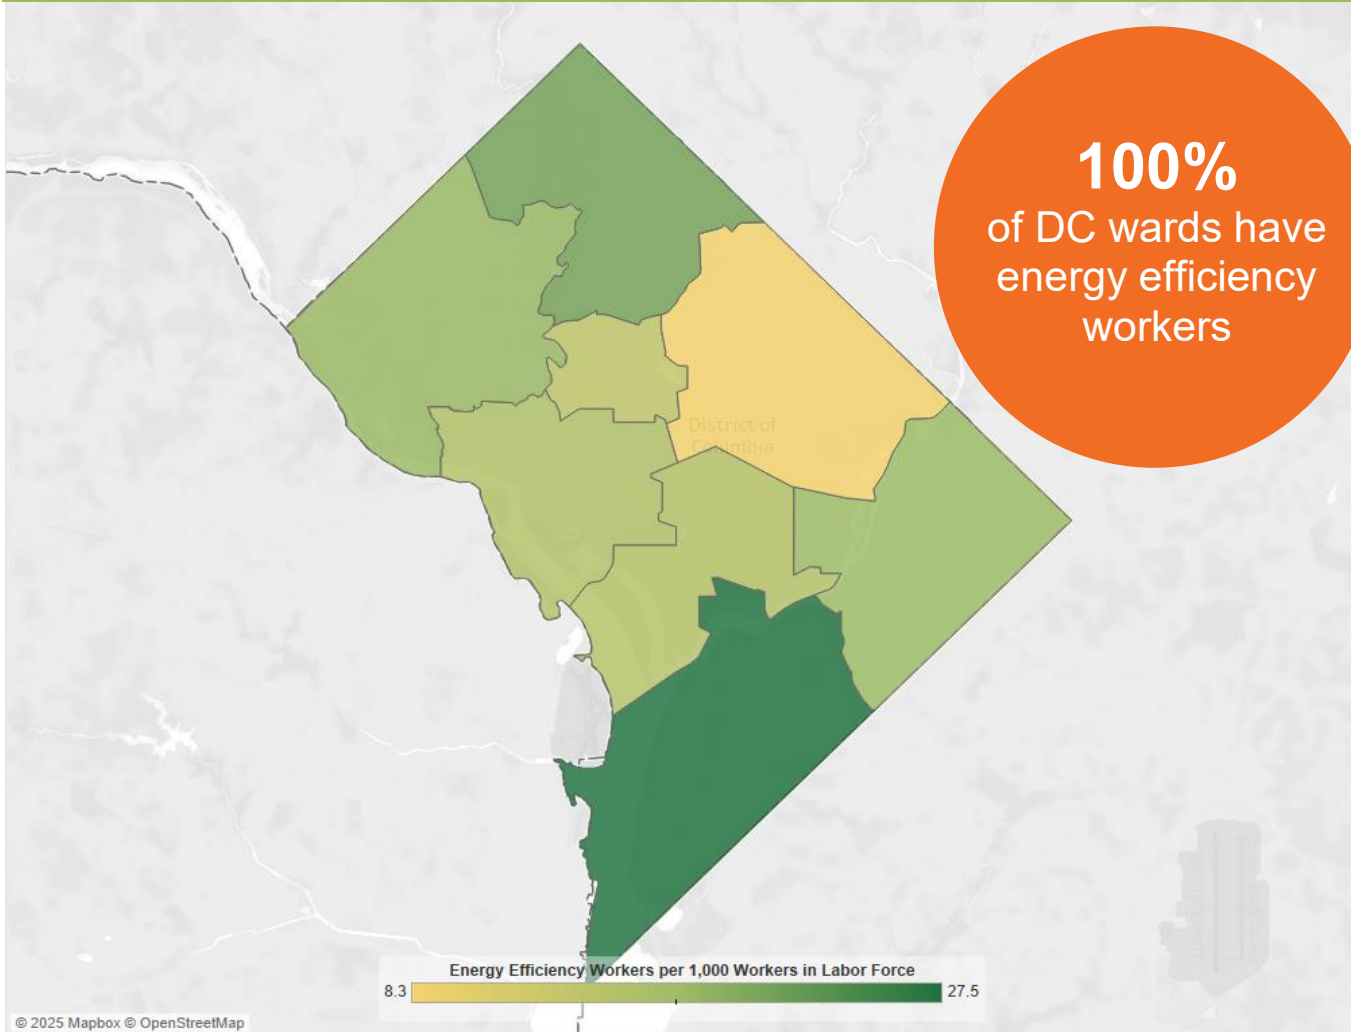 100%
of DC wards have
energy efficiency
workers
District of
Columbia
Energy Efficiency Workers per 1,000 Workers in Labor Force
8.3
27.5
© 2025 Mapbox © OpenStreetMap